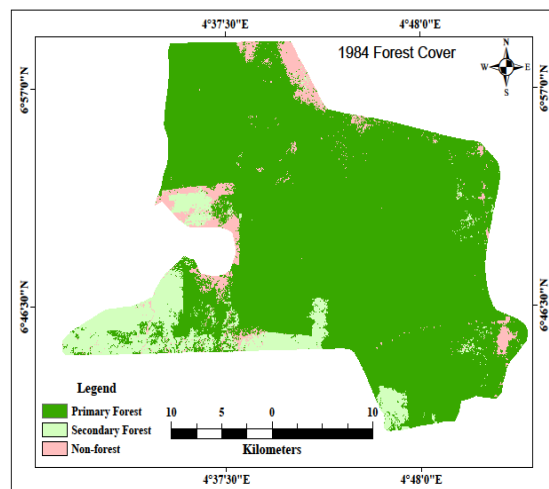 4°37'30"E 4°48'0"E
1984 Forest Cover
N
W E
S
6°57'0"N 6°57'0"N
6°46'30"N 6°46'30"N
Legend
Primary Forest
Secondary Forest
Non-forest
10 5 0 10
Kilometers
4°37'30"E 4°48'0"E